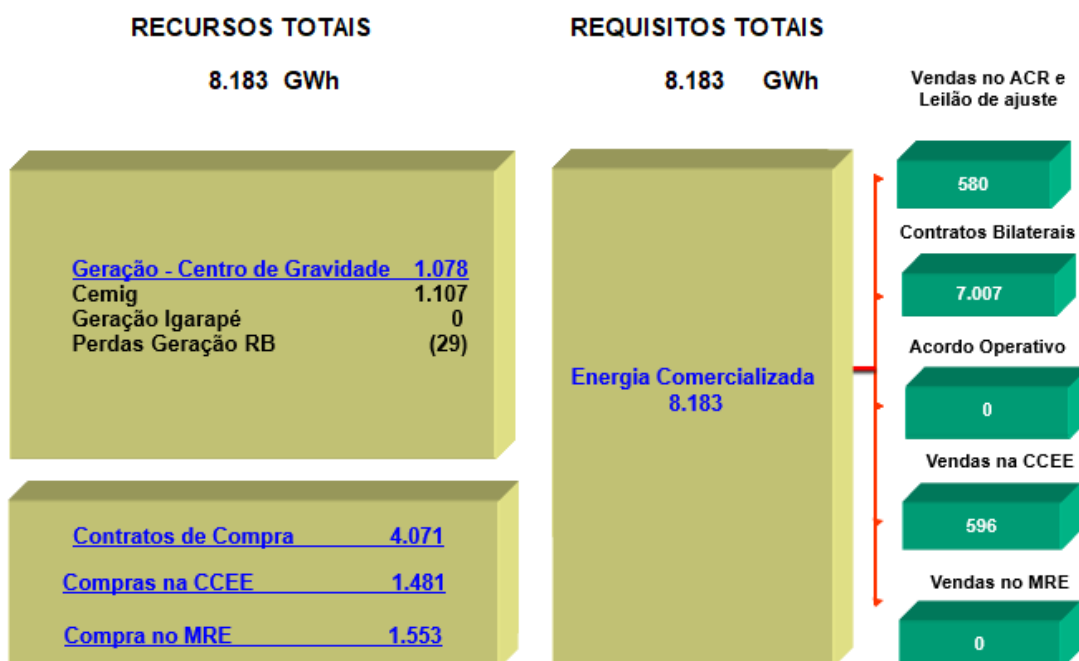 RECURSOS TOTAIS
8.183 GWh
Geração - Centro de Gravidade 1.078
Cemig 1.107
Geração Igarapé 0
Perdas Geração RB (29)
Contratos de Compra 4.071
Compras na CCEE 1.481
Compra no MRE 1.553
REQUISITOS TOTAIS
8.183 GWh
Energia Comercializada
8.183
Vendas no ACR e
Leilão de ajuste
580
Contratos Bilaterais
7.007
Acordo Operativo
0
Vendas na CCEE
596
Vendas no MRE
0